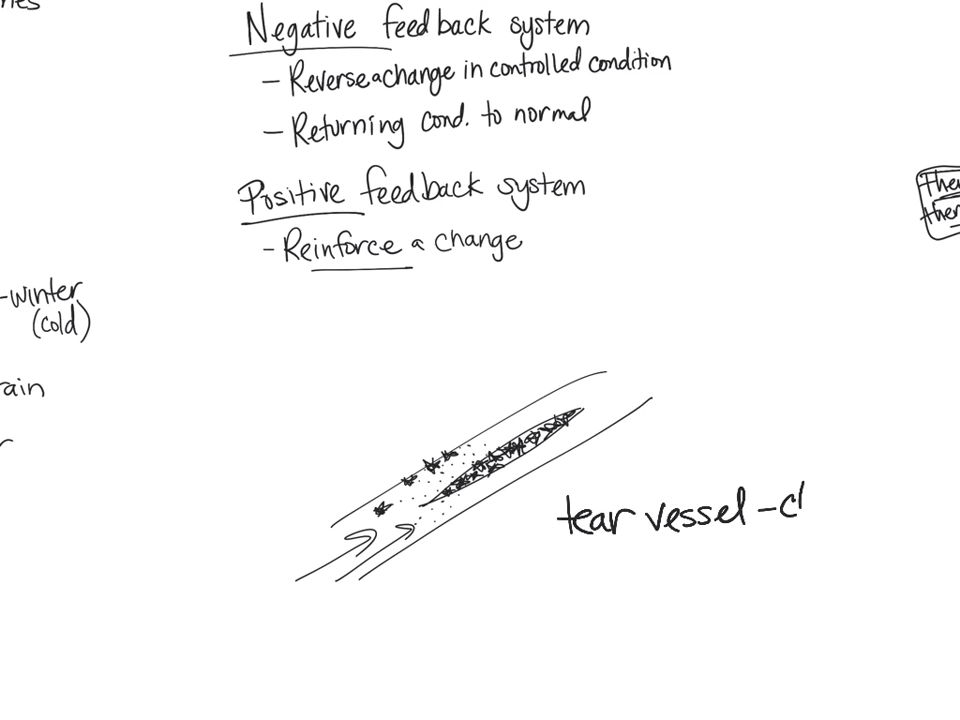 Negative feedback system
- Reverse a change in controlled condition
- Returning cond. to normal
Positive feedback system
- Reinforce a change
-winter
(cold)
tear vessel -cl